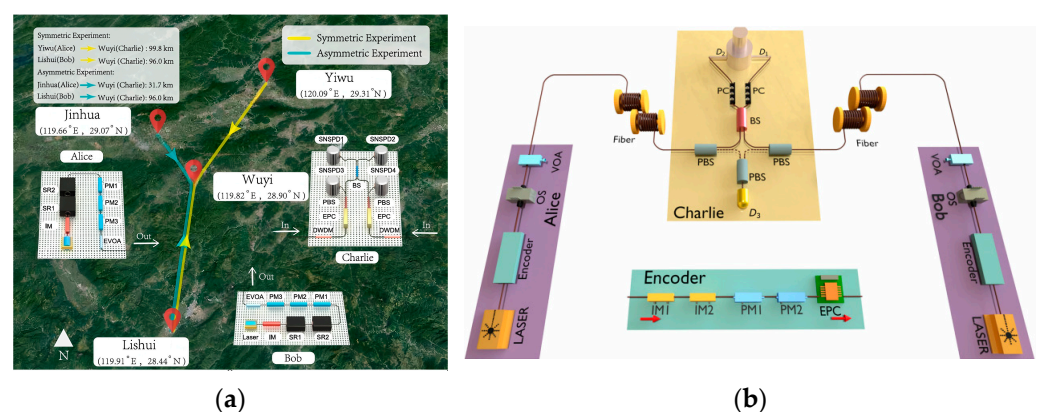 Symmetric Experiment:
Yiwu(Alice) Wuyi (Charlie): 99.8 km
Lishui(Bob) Wuyi (Charlie): 96.0 km
Asymmetric Experiment:
Jinhua(Alice) Wuyi (Charlie): 31.7 km
Lishui(Bob) Wuyi (Charlie): 96.0 km
Symmetric Experiment
Asymmetric Experiment
Yiwu
(120.09°E , 29.31°N)
Jinhua
(119.66°E , 29.07°N)
Alice
SR2
SR1
IM
PM1
PM2
PM3
EVOA
Out
Wuyi
(119.82°E , 28.90°N)
SNSPD1 SNSPD2
SNSPD3 SNSPD4
BS
PBS PBS
EPC EPC
DWDM DWDM
In In
Charlie
Out
EVOA PM3 PM2 PM1
Laser IM SR1 SR2
Bob
N
Lishui
(119.91°E , 28.44°N)
(a)
D2 D1
PC PC
BS
PBS PBS
PBS
D3
Charlie
Fiber
Fiber
VOA
OS
Alice
Encoder
LASER
VOA
OS
Bob
Encoder
LASER
Encoder
IM1 IM2 PM1 PM2 EPC
(b)